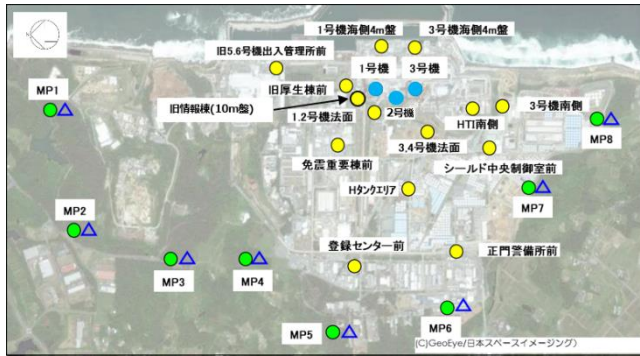 1号機海側4m盤
3号機海側4m盤
旧5.6号機出入管理所前
1号機
3号機
MP1
旧厚生棟前
旧情報棟(10m盤)
1.2号機法面
2号機
HTI南側
3号機南側
MP8
免震重要棟前
3.4号機法面
シールド中央制御室前
Hタンクエリア
MP7
MP2
登録センター前
正門警備所前
MP3
MP4
MP5
MP6
(C)GeoEye/日本スペースイメージング)